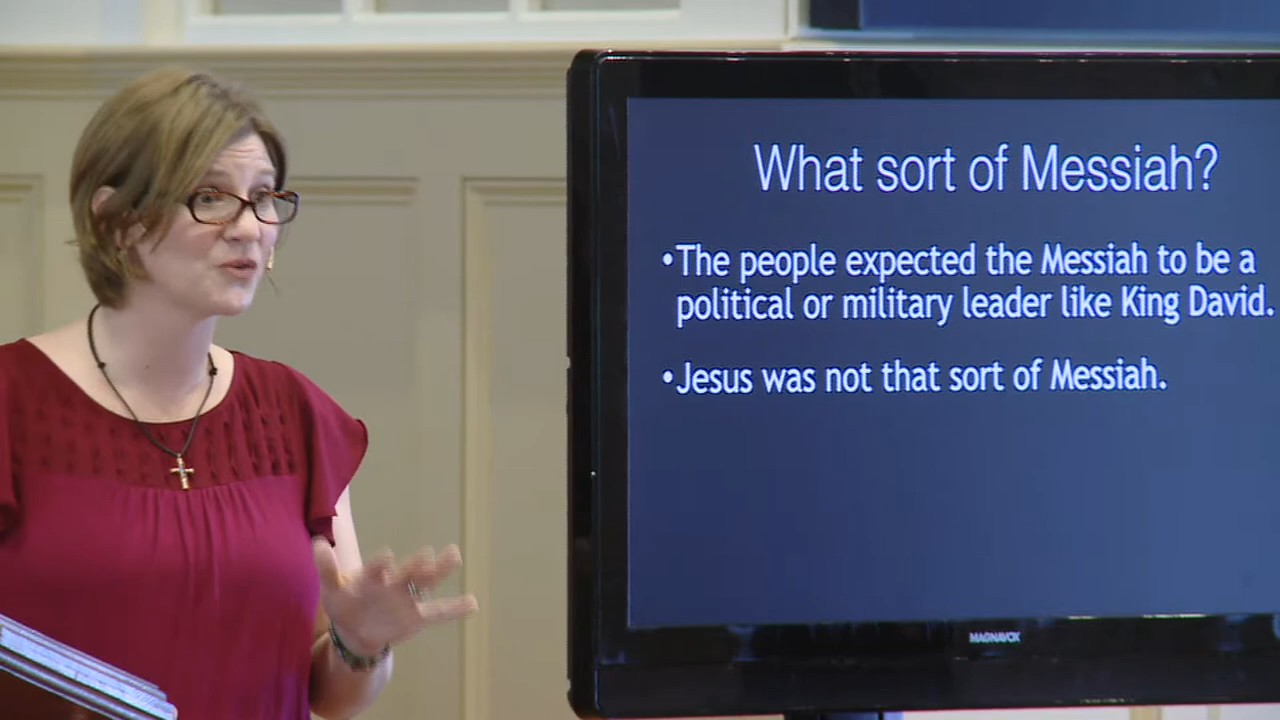 What sort of Messiah?
•The people expected the Messiah to be a
political or military leader like King David.
•Jesus was not that sort of Messiah.
MAGNAVOX